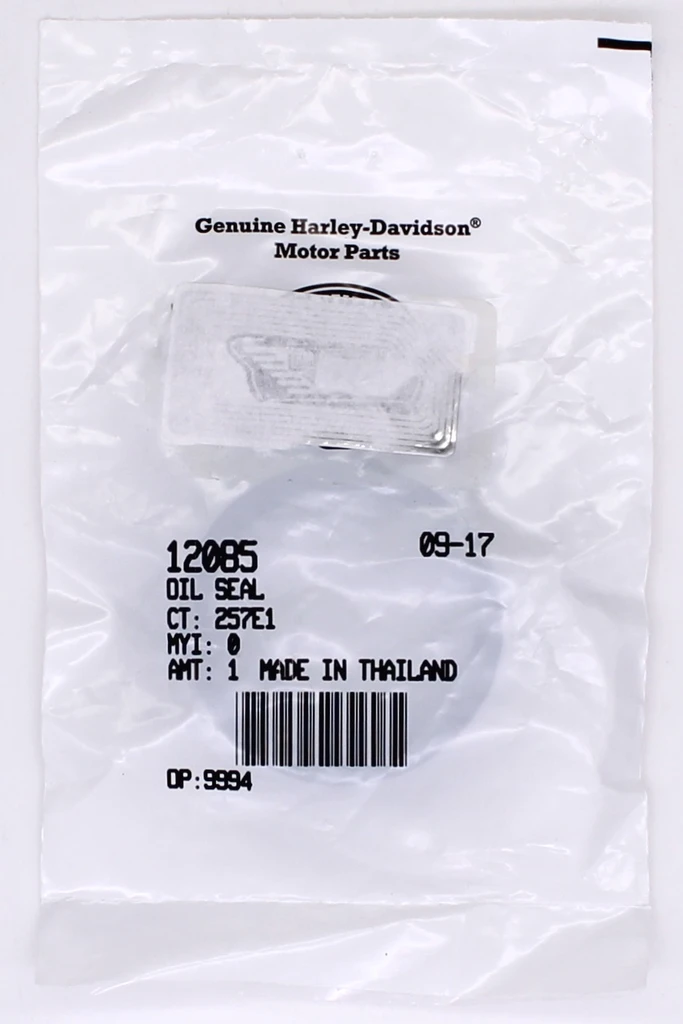 Genuine Harley-Davidson®
Motor Parts
12085
09-17
OIL SEAL
CT: 257E1
MYI: 0
AMT: 1 MADE IN THAILAND
OP:9994